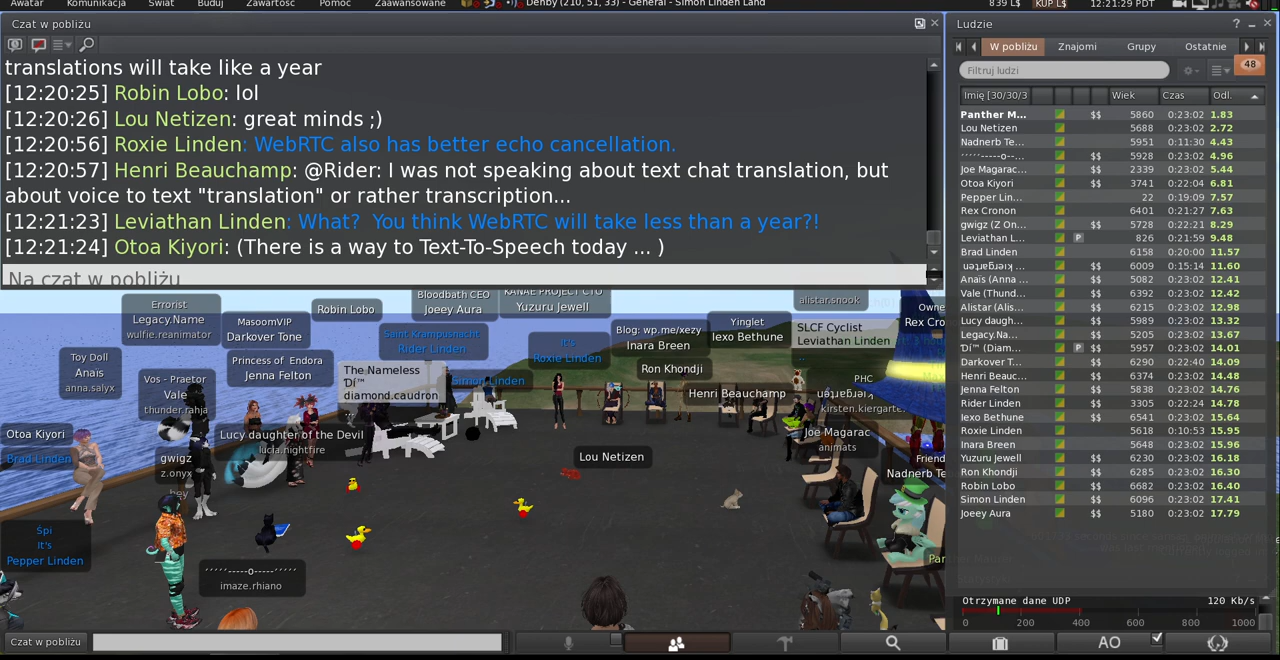 Awatar Komunikacja Świat Buduj Zawartość Pomoc Zaawansowane Denby (210, 51, 33) - General - Simon Linden Land 839 L$ KUP L$ 12:21:29 PDT
Czat w pobliżu
translations will take like a year
[12:20:25] Robin Lobo: lol
[12:20:26] Lou Netizen: great minds ;)
[12:20:56] Roxie Linden: WebRTC also has better echo cancellation.
[12:20:57] Henri Beauchamp: @Rider: I was not speaking about text chat translation, but
about voice to text "translation" or rather transcription...
[12:21:23] Leviathan Linden: What?  You think WebRTC will take less than a year?!
[12:21:24] Otoa Kiyori: (There is a way to Text-To-Speech today ... )
Na czat w pobliżu
Errorist
Legacy.Name
wulfie.reanimator
MasoomVIP
Darkover Tone
Robin Lobo
Bloodbath CEO
Joeey Aura
KANAE PROJECT CTO
Yuzuru Jewell
alistar.snook
Owne
Rex Cro
Saint Krampusnacht
Rider Linden
It's
Roxie Linden
Blog: wp.me/xezy
Inara Breen
Yinglet
Iexo Bethune
SLCF Cyclist
Leviathan Linden
Toy Doll
Anais
anna.salyx
Princess of Endora
Jenna Felton
The Nameless
Ɗí™
diamond.caudron
Simon Linden
Ron Khondji
Vos - Praetor
Vale
thunder.rahja
Henri Beauchamp
PHC
kirsten.kiergarte
Otoa Kiyori
Brad Linden
Lucy daughter of the Devil
lucia.nightfire
Joe Magarac
animats
gwigz
z.onyx
hey
Lou Netizen
Friend
Nadnerb Te
Śpi
It's
Pepper Linden
′′′′′-----o----′′′′′
imaze.rhiano
Czat w pobliżu
Ludzie
W pobliżu Znajomi Grupy Ostatnie
Filtruj ludzi
48
Imię [30/30/3 Wiek Czas Odl.
Panther M... $$ 5860 0:23:02 1.83
Lou Netizen 5688 0:23:02 2.72
Nadnerb Te... 5951 0:11:30 4.43
′′′′′-----o--... $$ 5928 0:23:02 4.96
Joe Magarac... $$ 2339 0:23:02 5.44
Otoa Kiyori $$ 3741 0:22:04 6.81
Pepper Lin... 22 0:19:09 7.57
Rex Cronon 6401 0:21:27 7.63
gwigz (Z On... $$ 5728 0:22:21 8.29
Leviathan L... P 826 0:21:59 9.48
Brad Linden 6158 0:20:00 11.57
$$ 6009 0:15:14 11.60
Anais (Anna ... $$ 5082 0:23:02 12.41
Vale (Thund... $$ 6392 0:23:02 12.42
Alistar (Alis... $$ 6215 0:23:02 12.98
Lucy daugh... $$ 5989 0:23:02 13.32
Legacy.Na... $$ 5205 0:23:02 13.67
Ɗí™ (Diam... P $$ 5957 0:23:02 14.01
Darkover T... $$ 6290 0:22:40 14.09
Henri Beauc... $$ 6374 0:23:02 14.48
Jenna Felton $$ 5838 0:23:02 14.76
Rider Linden $$ 3305 0:22:24 14.78
Iexo Bethune $$ 6541 0:23:02 15.64
Roxie Linden 5618 0:10:53 15.95
Inara Breen $$ 5648 0:23:02 15.96
Yuzuru Jewell $$ 6230 0:23:02 16.18
Ron Khondji $$ 6285 0:23:02 16.30
Robin Lobo $$ 6682 0:23:02 16.40
Simon Linden $$ 6096 0:23:02 17.41
Joeey Aura $$ 5180 0:23:02 17.79
Otrzymane dane UDP 120 Kb/s
0 200 400 600 800 1000
AO